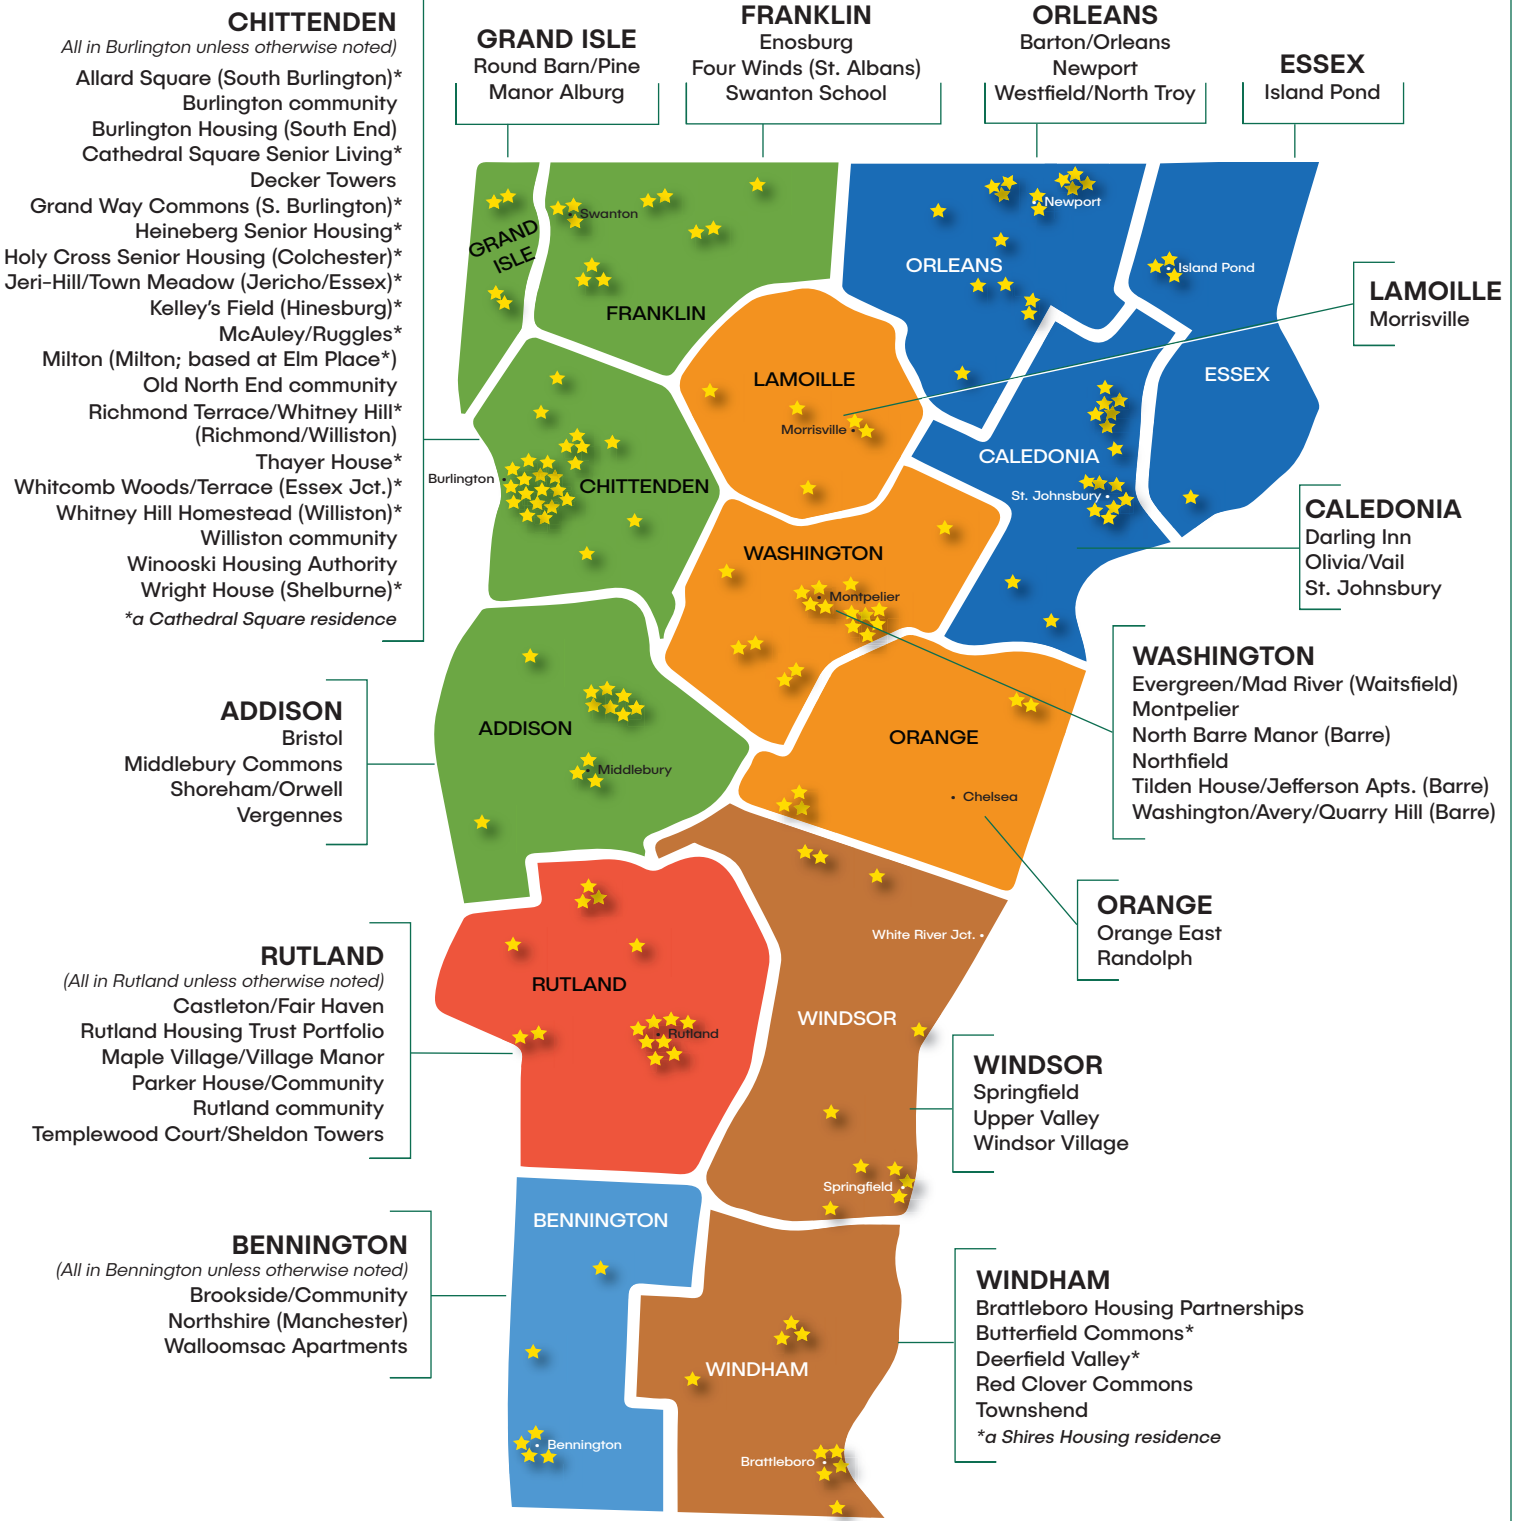 CHITTENDEN
All in Burlington unless otherwise noted)
Allard Square (South Burlington)*
Burlington community
Burlington Housing (South End)
Cathedral Square Senior Living*
Decker Towers
Grand Way Commons (S. Burlington)*
Heineberg Senior Housing*
Holy Cross Senior Housing (Colchester)*
Jeri-Hill/Town Meadow (Jericho/Essex)*
Kelley's Field (Hinesburg)*
McAuley/Ruggles*
Milton (Milton; based at Elm Place*)
Old North End community
Richmond Terrace/Whitney Hill*
(Richmond/Williston)
Thayer House*
Whitcomb Woods/Terrace (Essex Jct.)*
Whitney Hill Homestead (Williston)*
Williston community
Winooski Housing Authority
Wright House (Shelburne)*
*a Cathedral Square residence
GRAND ISLE
Round Barn/Pine
Manor Alburg
FRANKLIN
Enosburg
Four Winds (St. Albans)
Swanton School
ORLEANS
Barton/Orleans
Newport
Westfield/North Troy
ESSEX
Island Pond
LAMOILLE
Morrisville
CALEDONIA
Darling Inn
Olivia/Vail
St. Johnsbury
WASHINGTON
Evergreen/Mad River (Waitsfield)
Montpelier
North Barre Manor (Barre)
Northfield
Tilden House/Jefferson Apts. (Barre)
Washington/Avery/Quarry Hill (Barre)
ORANGE
Orange East
Randolph
WINDSOR
Springfield
Upper Valley
Windsor Village
WINDHAM
Brattleboro Housing Partnerships
Butterfield Commons*
Deerfield Valley*
Red Clover Commons
Townshend
*a Shires Housing residence
ADDISON
Bristol
Middlebury Commons
Shoreham/Orwell
Vergennes
RUTLAND
(All in Rutland unless otherwise noted)
Castleton/Fair Haven
Rutland Housing Trust Portfolio
Maple Village/Village Manor
Parker House/Community
Rutland community
Templewood Court/Sheldon Towers
BENNINGTON
(All in Bennington unless otherwise noted)
Brookside/Community
Northshire (Manchester)
Walloomsac Apartments
GRAND
ISLE
Swanton
FRANKLIN
Newport
ORLEANS
Island Pond
ESSEX
LAMOILLE
Morrisville
CALEDONIA
St. Johnsbury
Burlington
CHITTENDEN
WASHINGTON
Montpelier
ADDISON
Middlebury
ORANGE
Chelsea
White River Jct.
RUTLAND
Rutland
WINDSOR
Springfield
BENNINGTON
Bennington
WINDHAM
Brattleboro